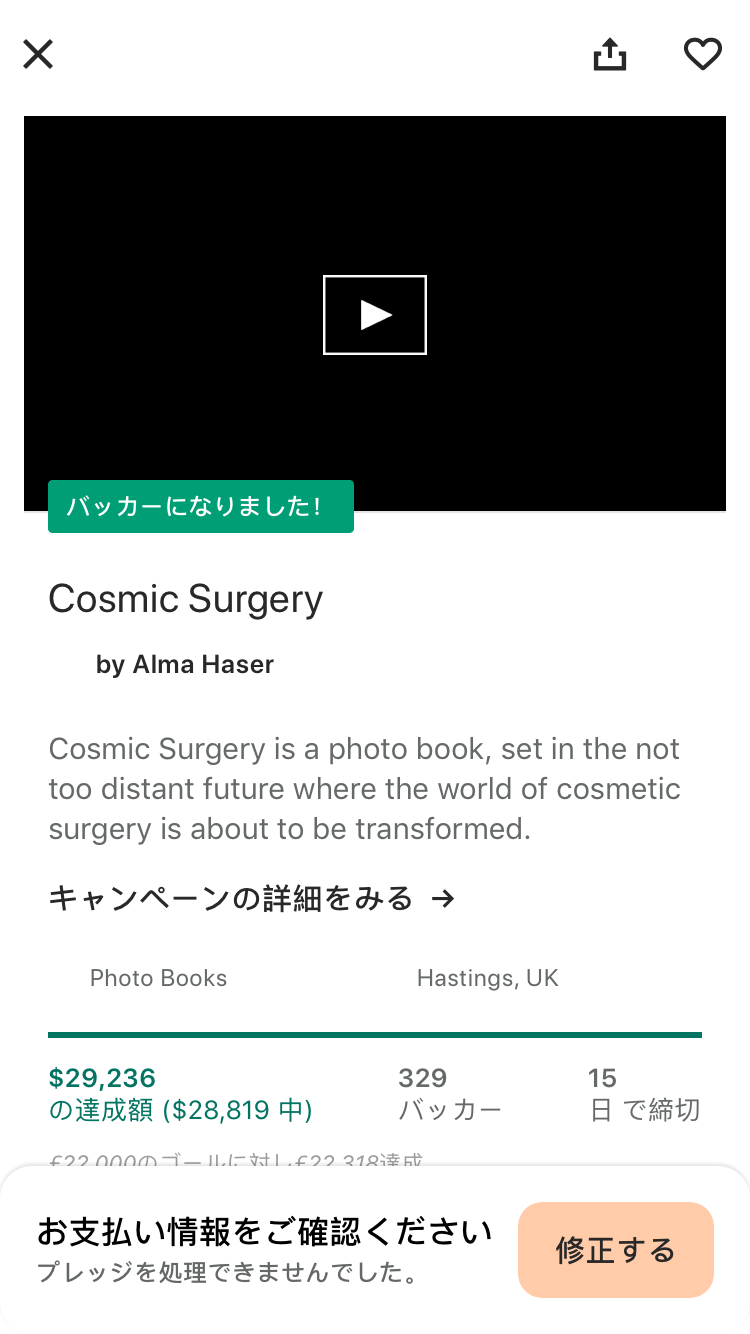 バッカーになりました!
Cosmic Surgery
by Alma Haser
Cosmic Surgery is a photo book, set in the not
too distant future where the world of cosmetic
surgery is about to be transformed.
キャンペーンの詳細をみる →
Photo Books
Hastings, UK
$29,236
の達成額 ($28,819 中)
329
バッカー
15
日 で締切
£22,000のゴールに対し£22,318達成
お支払い情報をご確認ください
プレッジを処理できませんでした。
修正する